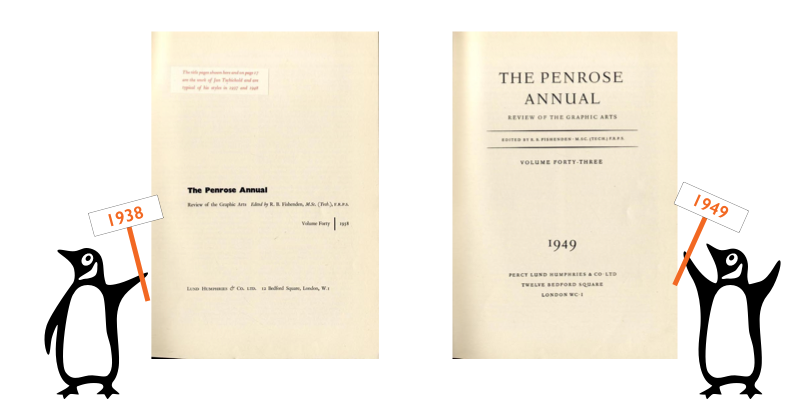 The title pages shown here and on page 17
are the work of Jan Tschichold and are
typical of his styles in 1937 and 1948
The Penrose Annual
Review of the Graphic Arts Edited by R. B. Fishenden, M.Sc. (Tech.), F.R.P.S.
Volume Forty 1938
LUND HUMPHRIES & CO. LTD. 12 Bedford Square, London, W.1
1938
THE PENROSE
ANNUAL
REVIEW OF THE GRAPHIC ARTS
EDITED BY R. B. FISHENDEN · M.SC. (TECH.) F.R.P.S.
VOLUME FORTY-THREE
1949
PERCY LUND HUMPHRIES & CO · LTD
TWELVE BEDFORD SQUARE
LONDON WC·1
1949